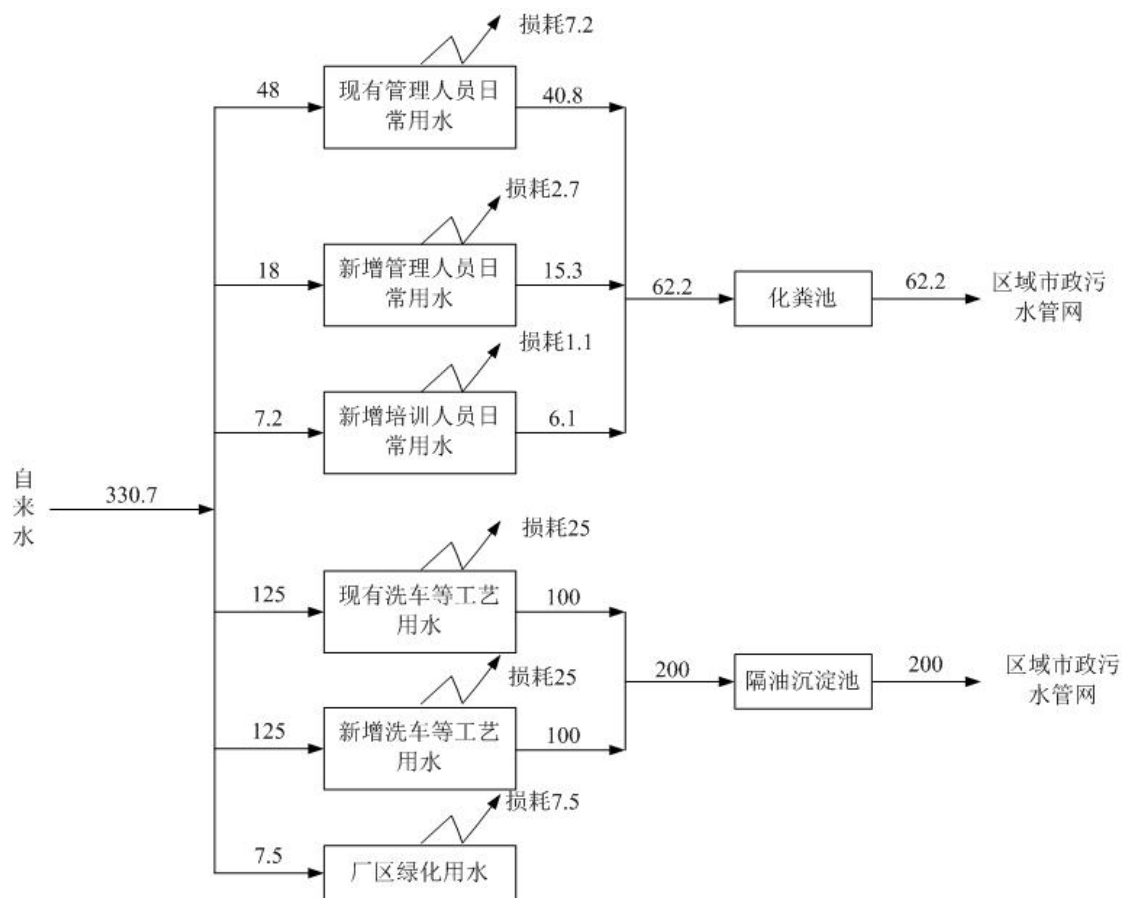 损耗7.2
48
现有管理人员日
常用水
40.8
损耗2.7
18
新增管理人员日
常用水
15.3
62.2
化粪池
62.2
区域市政污
水管网
损耗1.1
7.2
新增培训人员日
常用水
6.1
自
来
水
330.7
损耗25
125
现有洗车等工艺
用水
100
损耗25
200
隔油沉淀池
200
区域市政污
水管网
125
新增洗车等工艺
用水
100
损耗7.5
7.5
厂区绿化用水